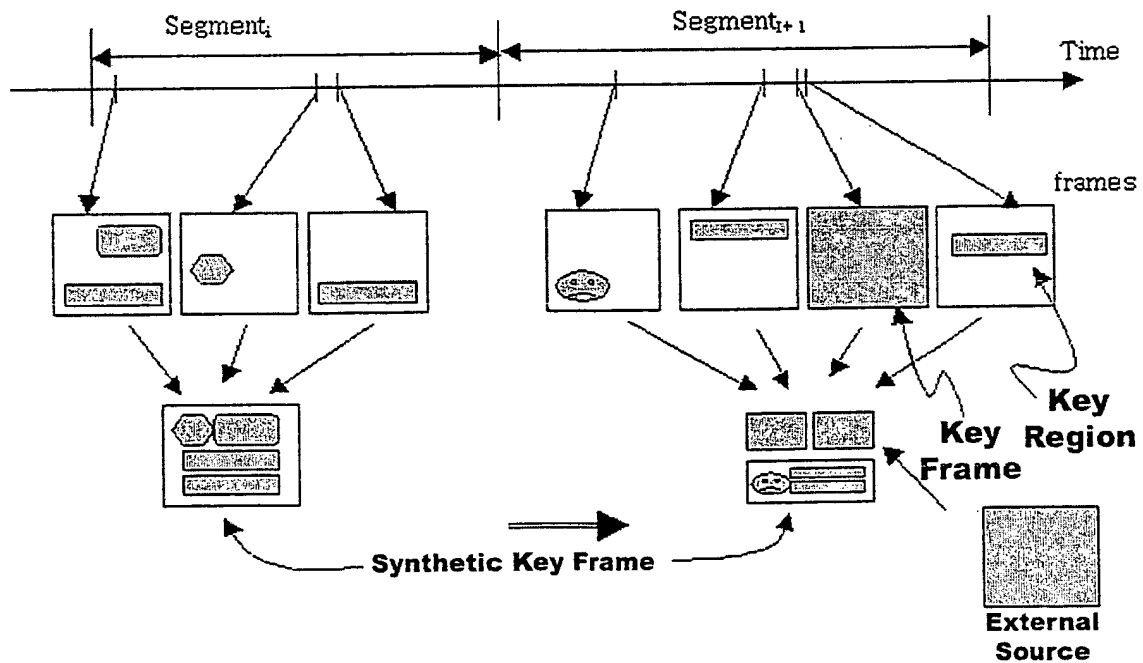 Segment_i
Segment_I+1
Time
frames
Key
Region
Key
Frame
Synthetic Key Frame
External
Source